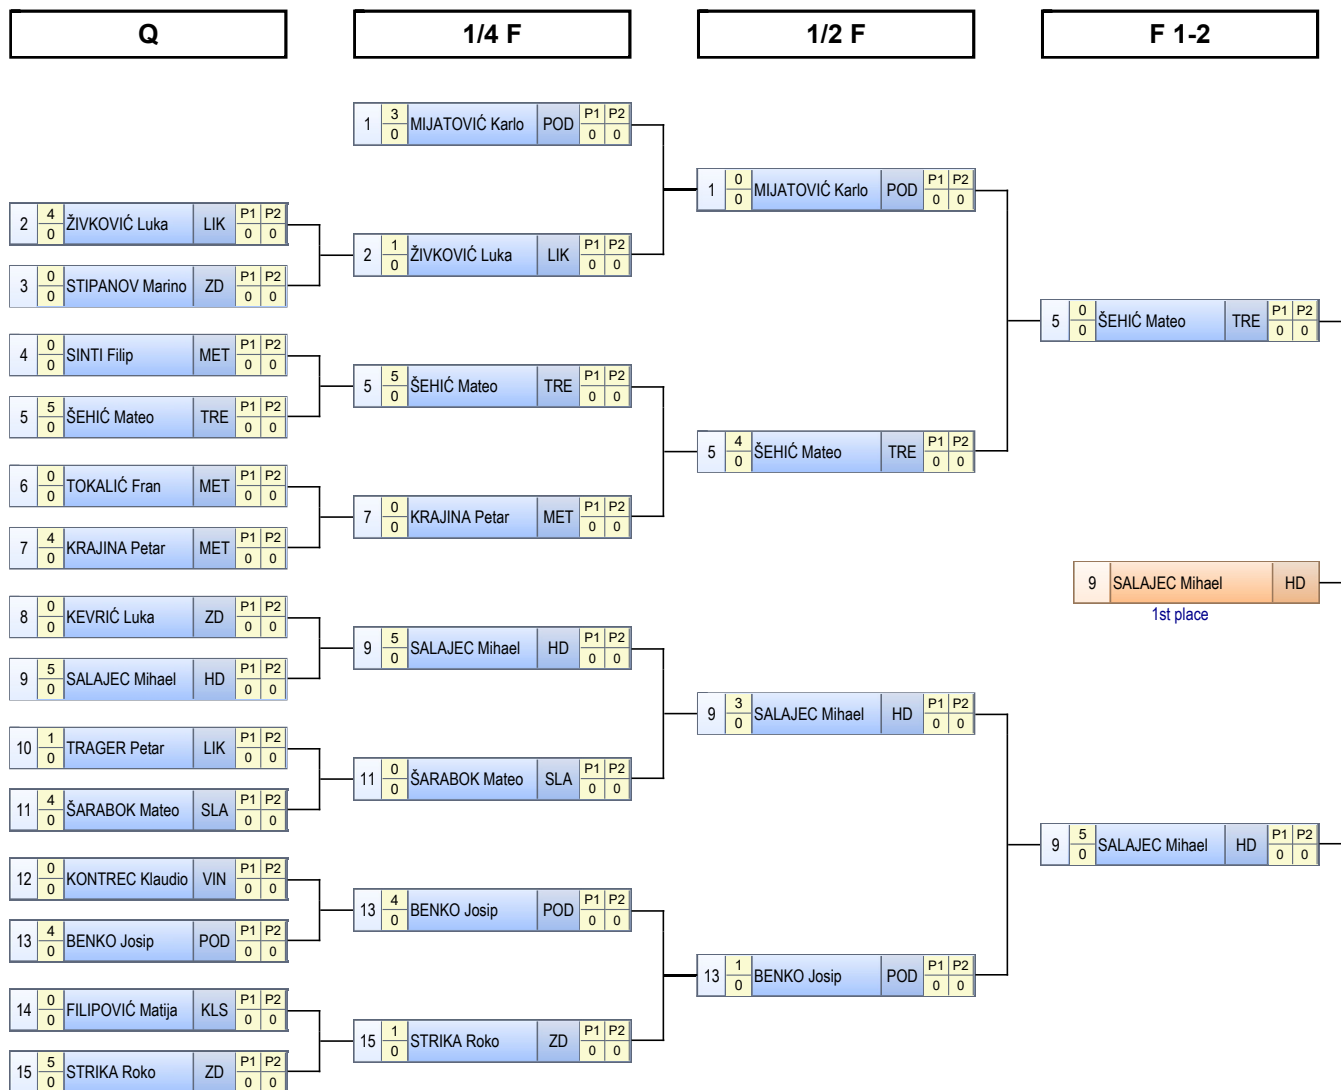 Q
1/4 F
1/2 F
F 1-2
1 3 0 MIJATOVIĆ Karlo POD P1 P2 0 0
1 0 0 MIJATOVIĆ Karlo POD P1 P2 0 0
2 4 0 ŽIVKOVIĆ Luka LIK P1 P2 0 0
2 1 0 ŽIVKOVIĆ Luka LIK P1 P2 0 0
3 0 0 STIPANOV Marino ZD P1 P2 0 0
5 0 0 ŠEHIĆ Mateo TRE P1 P2 0 0
4 0 0 SINTI Filip MET P1 P2 0 0
5 5 0 ŠEHIĆ Mateo TRE P1 P2 0 0
5 5 0 ŠEHIĆ Mateo TRE P1 P2 0 0
5 4 0 ŠEHIĆ Mateo TRE P1 P2 0 0
6 0 0 TOKALIĆ Fran MET P1 P2 0 0
7 0 0 KRAJINA Petar MET P1 P2 0 0
7 4 0 KRAJINA Petar MET P1 P2 0 0
9 SALAJEC Mihael HD
1st place
8 0 0 KEVRIĆ Luka ZD P1 P2 0 0
9 5 0 SALAJEC Mihael HD P1 P2 0 0
9 5 0 SALAJEC Mihael HD P1 P2 0 0
9 3 0 SALAJEC Mihael HD P1 P2 0 0
10 1 0 TRAGER Petar LIK P1 P2 0 0
11 0 0 ŠARABOK Mateo SLA P1 P2 0 0
11 4 0 ŠARABOK Mateo SLA P1 P2 0 0
9 5 0 SALAJEC Mihael HD P1 P2 0 0
12 0 0 KONTREC Klaudio VIN P1 P2 0 0
13 4 0 BENKO Josip POD P1 P2 0 0
13 4 0 BENKO Josip POD P1 P2 0 0
13 1 0 BENKO Josip POD P1 P2 0 0
14 0 0 FILIPOVIĆ Matija KLS P1 P2 0 0
15 1 0 STRIKA Roko ZD P1 P2 0 0
15 5 0 STRIKA Roko ZD P1 P2 0 0